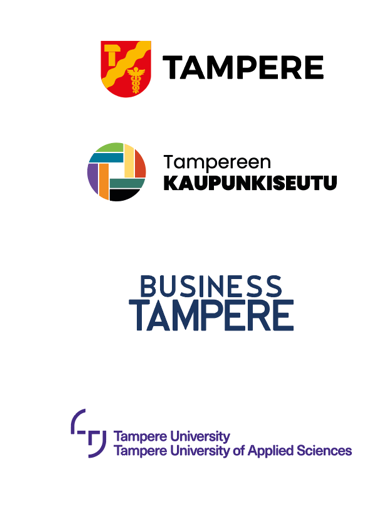 TAMPERE
Tampereen
KAUPUNKISEUTU
BUSINESS
TAMPERE
Tampere University
Tampere University of Applied Sciences